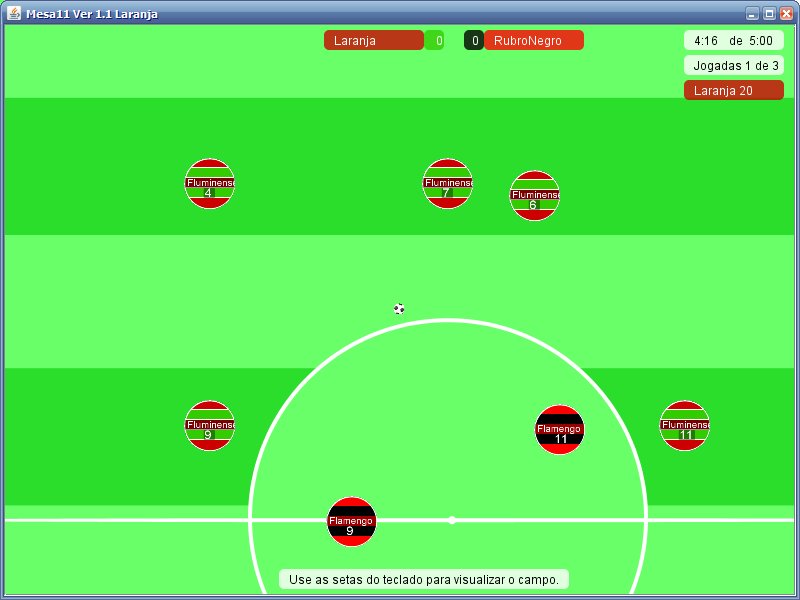 Mesa11 Ver 1.1 Laranja
Laranja 0 0 RubroNegro
4:16 de 5:00
Jogadas 1 de 3
Laranja 20
Fluminense
4
Fluminense
7
Fluminense
6
Fluminense
9
Flamengo
11
Fluminense
11
Flamengo
9
Use as setas do teclado para visualizar o campo.